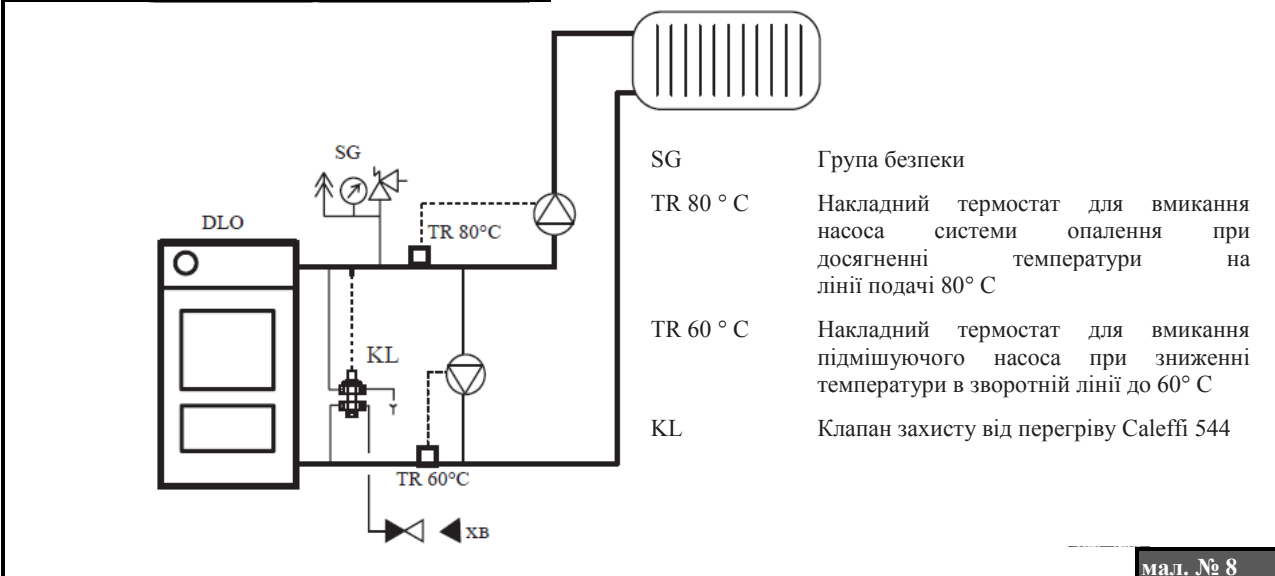 SG
DLO
TR 80°C
KL
TR 60°C
ХВ
SG Група безпеки
TR 80 ° C Накладний термостат для вмикання
насоса системи опалення при
досягненні температури на
лінії подачі 80° С
TR 60 ° C Накладний термостат для вмикання
підмішуючого насоса при зниженні
температури в зворотній лінії до 60° С
KL Клапан захисту від перегріву Caleffi 544
мал. № 8